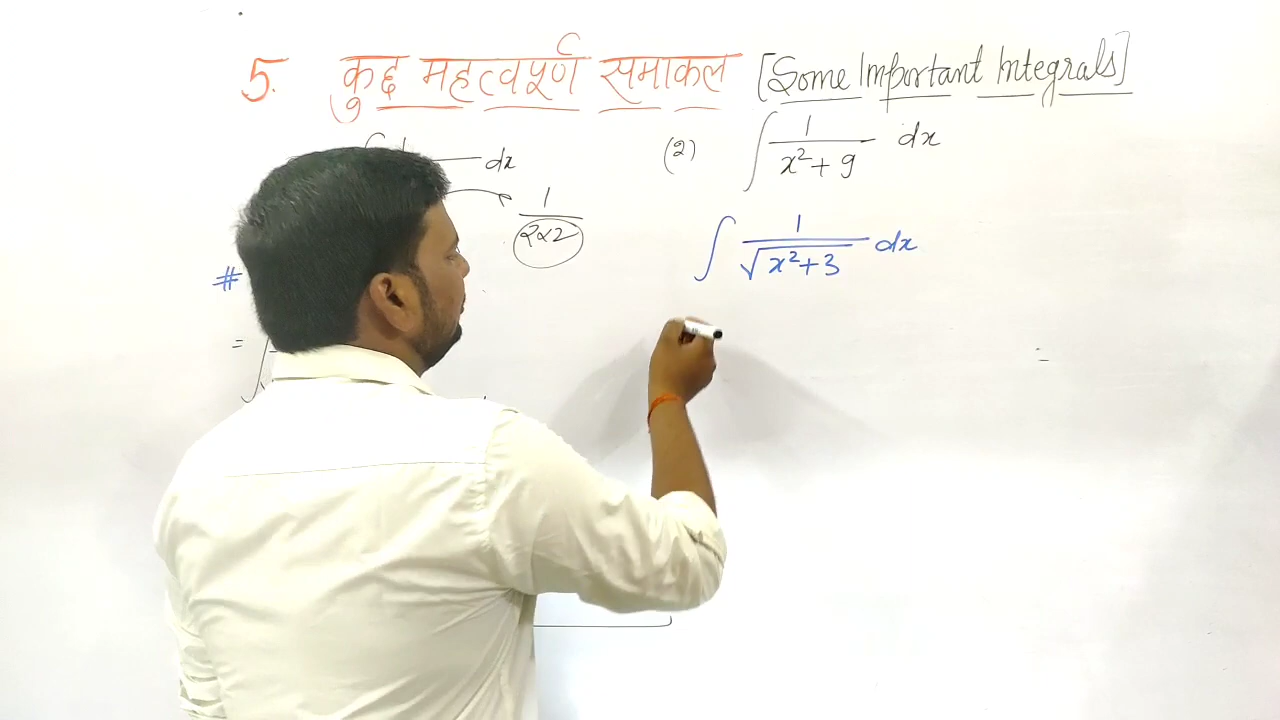 5. कुछ महत्वपूर्ण समाकल [Some Important Integrals]
dx
1/(2×2)
#
= ∫
(2) ∫ 1/(x²+9) dx
∫ 1/√(x²+3) dx
=